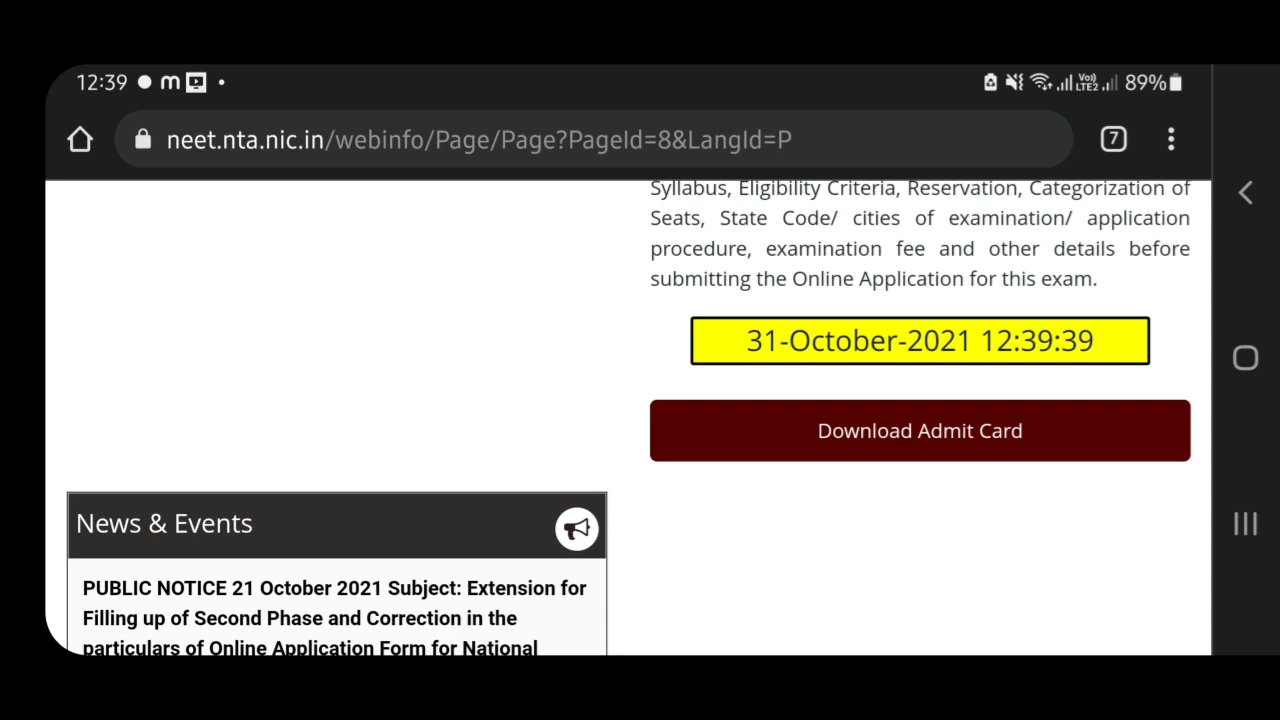 12:39
Vo)) LTE2 89%
neet.nta.nic.in/webinfo/Page/Page?PageId=8&LangId=P
7
Syllabus, Eligibility Criteria, Reservation, Categorization of
Seats, State Code/ cities of examination/ application
procedure, examination fee and other details before
submitting the Online Application for this exam.
31-October-2021 12:39:39
Download Admit Card
News & Events
PUBLIC NOTICE 21 October 2021 Subject: Extension for
Filling up of Second Phase and Correction in the
particulars of Online Application Form for National